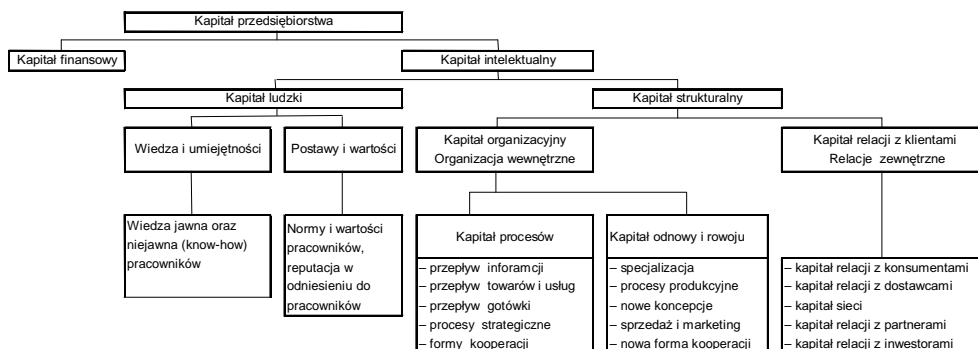 Kapitał przedsiębiorstwa
Kapitał finansowy
Kapitał intelektualny
Kapitał ludzki
Kapitał strukturalny
Wiedza i umiejętności
Postawy i wartości
Kapitał organizacyjny
Organizacja wewnętrzne
Kapitał relacji z klientami
Relacje zewnętrzne
Wiedza jawna oraz
niejawna (know-how)
pracowników
Normy i wartości
pracowników,
reputacja w
odniesieniu do
pracowników
Kapitał procesów
– przepływ inforamcji
– przepływ towarów i usług
– przepływ gotówki
– procesy strategiczne
– formy kooperacji
Kapitał odnowy i rowoju
– specjalizacja
– procesy produkcyjne
– nowe koncepcje
– sprzedaż i marketing
– nowa forma kooperacji
– kapitał relacji z konsumentami
– kapitał relacji z dostawcami
– kapitał sieci
– kapitał relacji z partnerami
– kapitał relacji z inwestorami